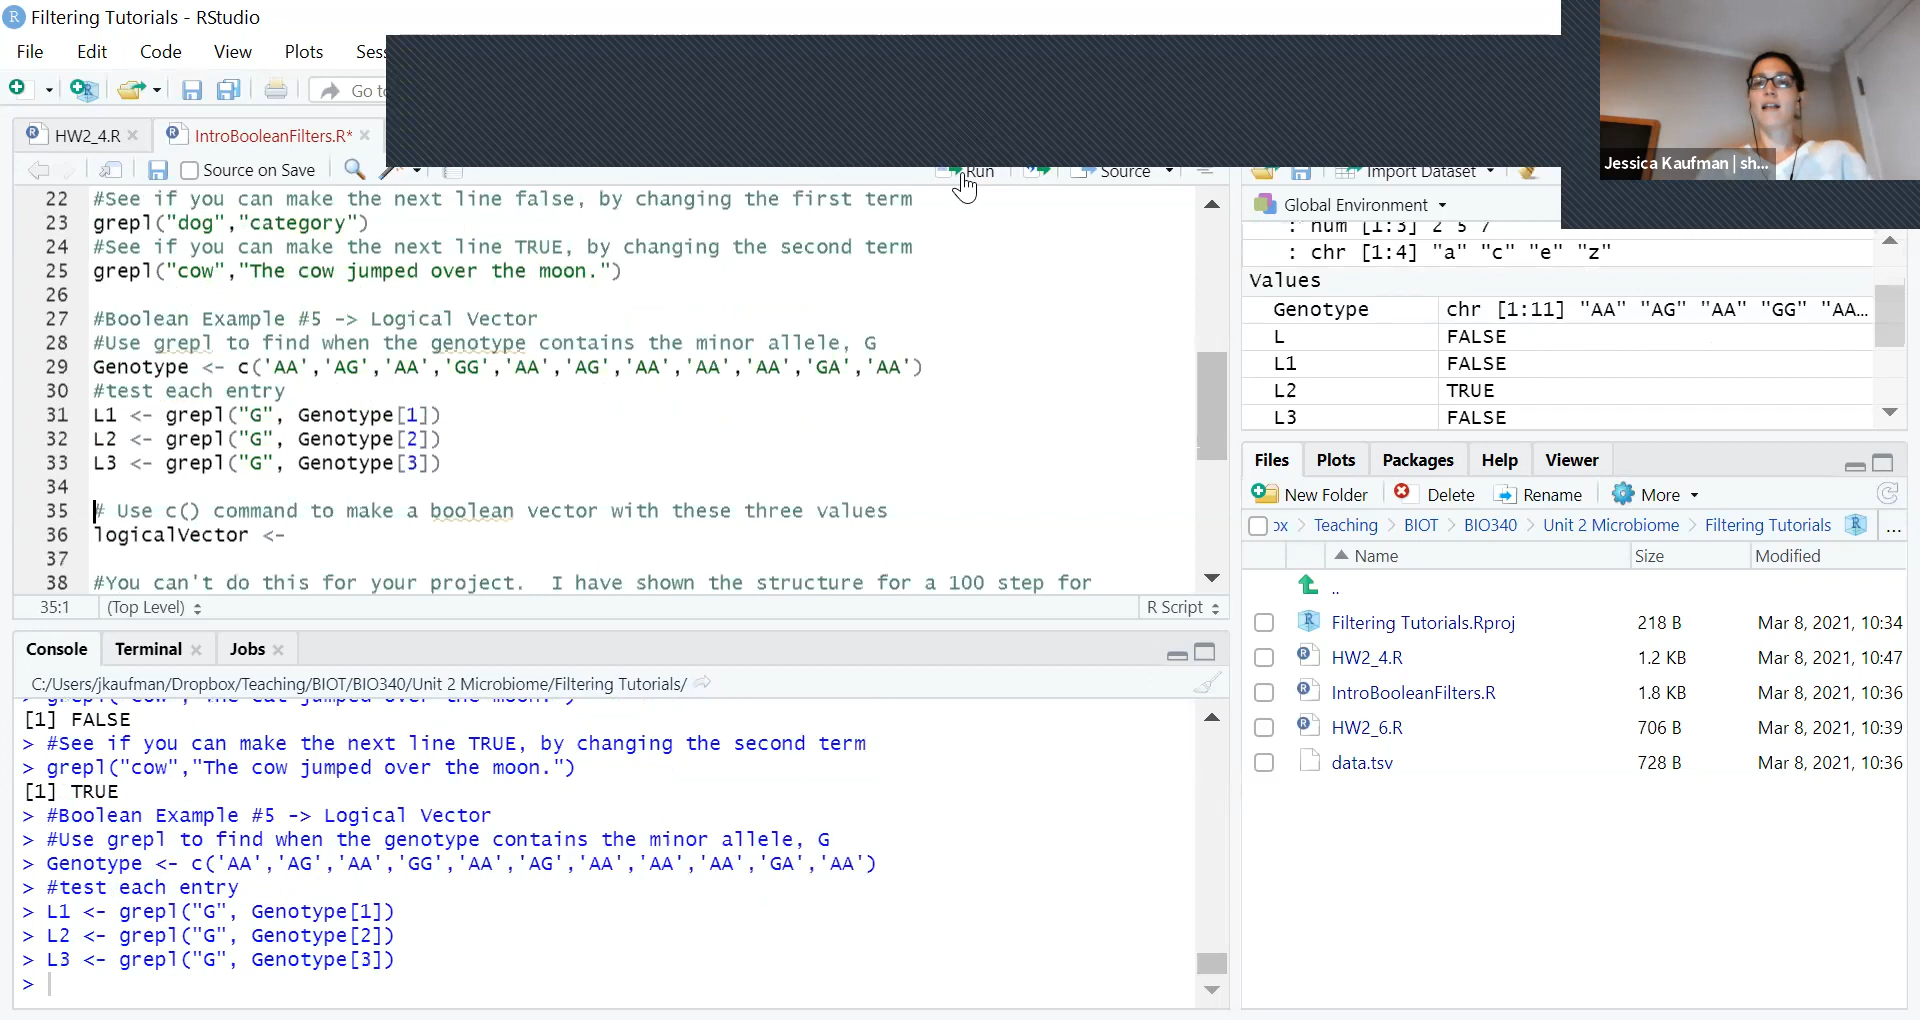 Filtering Tutorials - RStudio
File Edit Code View Plots Sess
Go to
Jessica Kaufman | sh...
HW2_4.R IntroBooleanFilters.R*
Source on Save Run Source
Import Dataset
Global Environment
22 #See if you can make the next line false, by changing the first term
23 grepl("dog","category")
24 #See if you can make the next line TRUE, by changing the second term
25 grepl("cow","The cow jumped over the moon.")
26
27 #Boolean Example #5 -> Logical Vector
28 #Use grepl to find when the genotype contains the minor allele, G
29 Genotype <- c('AA','AG','AA','GG','AA','AG','AA','AA','AA','GA','AA')
30 #test each entry
31 L1 <- grepl("G", Genotype[1])
32 L2 <- grepl("G", Genotype[2])
33 L3 <- grepl("G", Genotype[3])
34
35 # Use c() command to make a boolean vector with these three values
36 logicalVector <-
37
38 #You can't do this for your project.  I have shown the structure for a 100 step for
35:1 (Top Level) R Script
: num [1:3] 2 5 7
: chr [1:4] "a" "c" "e" "z"
Values
Genotype chr [1:11] "AA" "AG" "AA" "GG" "AA...
L FALSE
L1 FALSE
L2 TRUE
L3 FALSE
Files Plots Packages Help Viewer
New Folder Delete Rename More
ox Teaching BIOT BIO340 Unit 2 Microbiome Filtering Tutorials ...
Name Size Modified
..
Filtering Tutorials.Rproj 218 B Mar 8, 2021, 10:34
HW2_4.R 1.2 KB Mar 8, 2021, 10:47
IntroBooleanFilters.R 1.8 KB Mar 8, 2021, 10:36
HW2_6.R 706 B Mar 8, 2021, 10:39
data.tsv 728 B Mar 8, 2021, 10:36
Console Terminal Jobs
C:/Users/jkaufman/Dropbox/Teaching/BIOT/BIO340/Unit 2 Microbiome/Filtering Tutorials/
> grepl("cow","The cat jumped over the moon.")
[1] FALSE
> #See if you can make the next line TRUE, by changing the second term
> grepl("cow","The cow jumped over the moon.")
[1] TRUE
> #Boolean Example #5 -> Logical Vector
> #Use grepl to find when the genotype contains the minor allele, G
> Genotype <- c('AA','AG','AA','GG','AA','AG','AA','AA','AA','GA','AA')
> #test each entry
> L1 <- grepl("G", Genotype[1])
> L2 <- grepl("G", Genotype[2])
> L3 <- grepl("G", Genotype[3])
>